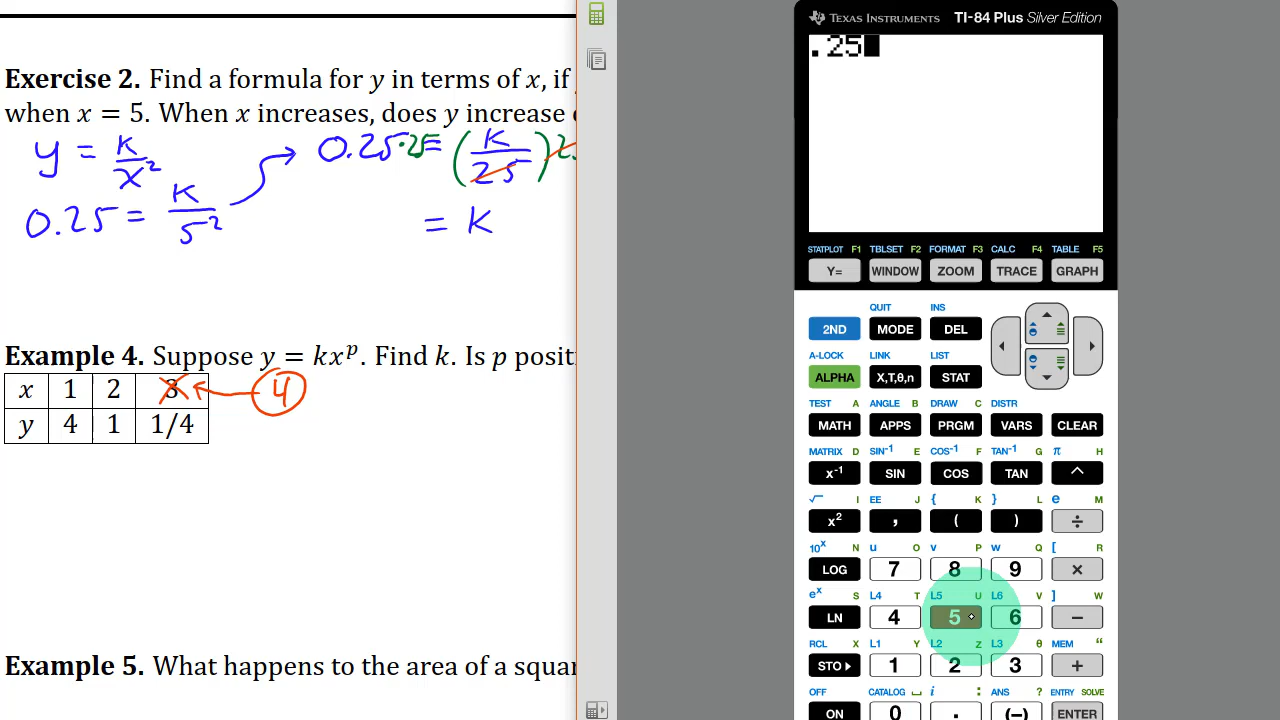 Exercise 2. Find a formula for y in terms of x, if
when x = 5. When x increases, does y increase
y = k/x²
0.25 = k/5²
0.25·25 = (k/25)
= k
Example 4. Suppose y = kxᵖ. Find k. Is p positi
x 1 2 3 4
y 4 1 1/4
Example 5. What happens to the area of a squar
TEXAS INSTRUMENTS TI-84 Plus Silver Edition
.25
STATPLOT F1 TBLSET F2 FORMAT F3 CALC F4 TABLE F5
Y= WINDOW ZOOM TRACE GRAPH
QUIT INS
2ND MODE DEL
A-LOCK LINK LIST
ALPHA X,T,θ,n STAT
TEST A ANGLE B DRAW C DISTR
MATH APPS PRGM VARS CLEAR
MATRIX D SIN⁻¹ E COS⁻¹ F TAN⁻¹ G π H
x⁻¹ SIN COS TAN ^
√ I EE J { K } L e M
x² , ( ) ÷
10ˣ N u O v P w Q [ R
LOG 7 8 9 ×
eˣ S L4 T L5 U L6 V ] W
LN 4 5 6 −
RCL X L1 Y L2 Z L3 θ MEM “
STO▸ 1 2 3 +
OFF CATALOG ⎵ i : ANS ? ENTRY SOLVE
ON 0 . (−) ENTER